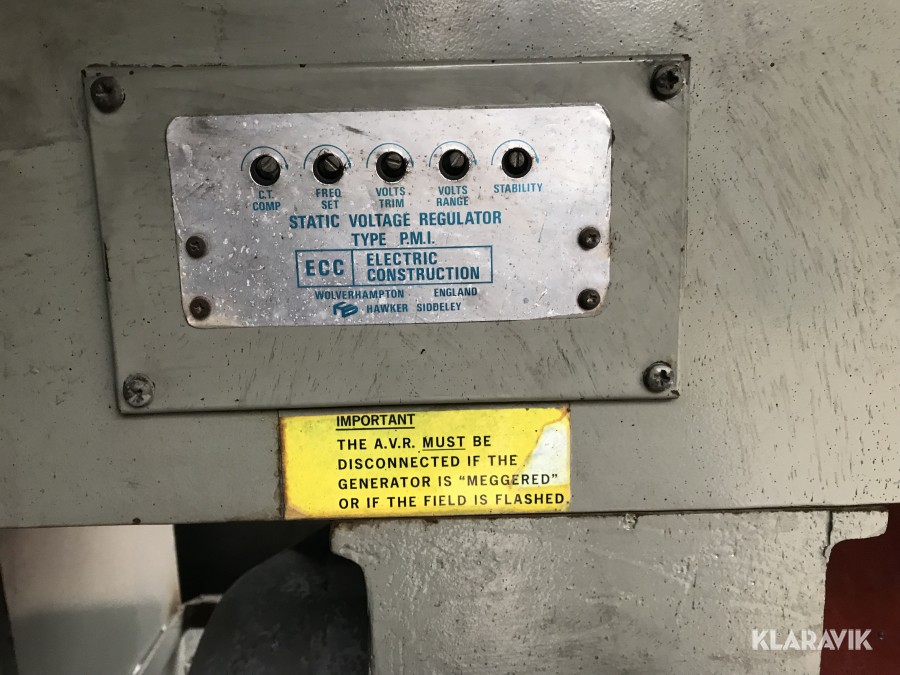 C.T. COMP
FREQ SET
VOLTS TRIM
VOLTS RANGE
STABILITY
STATIC VOLTAGE REGULATOR
TYPE P.M.I.
ECC
ELECTRIC
CONSTRUCTION
WOLVERHAMPTON ENGLAND
HAWKER SIDDELEY
IMPORTANT
THE A.V.R. MUST BE
DISCONNECTED IF THE
GENERATOR IS "MEGGERED"
OR IF THE FIELD IS FLASHED.
KLARAVIK